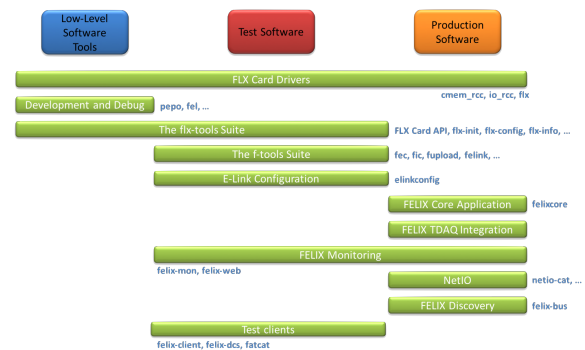 Low-Level
Software
Tools
Test Software
Production
Software
FLX Card Drivers
cmem_rcc, io_rcc, flx
Development and Debug
pepo, fel, ...
The flx-tools Suite
FLX Card API, flx-init, flx-config, flx-info, ...
The f-tools Suite
fec, fic, fupload, felink, ...
E-Link Configuration
elinkconfig
FELIX Core Application
felixcore
FELIX TDAQ Integration
FELIX Monitoring
felix-mon, felix-web
NetIO
netio-cat, ...
FELIX Discovery
felix-bus
Test clients
felix-client, felix-dcs, fatcat